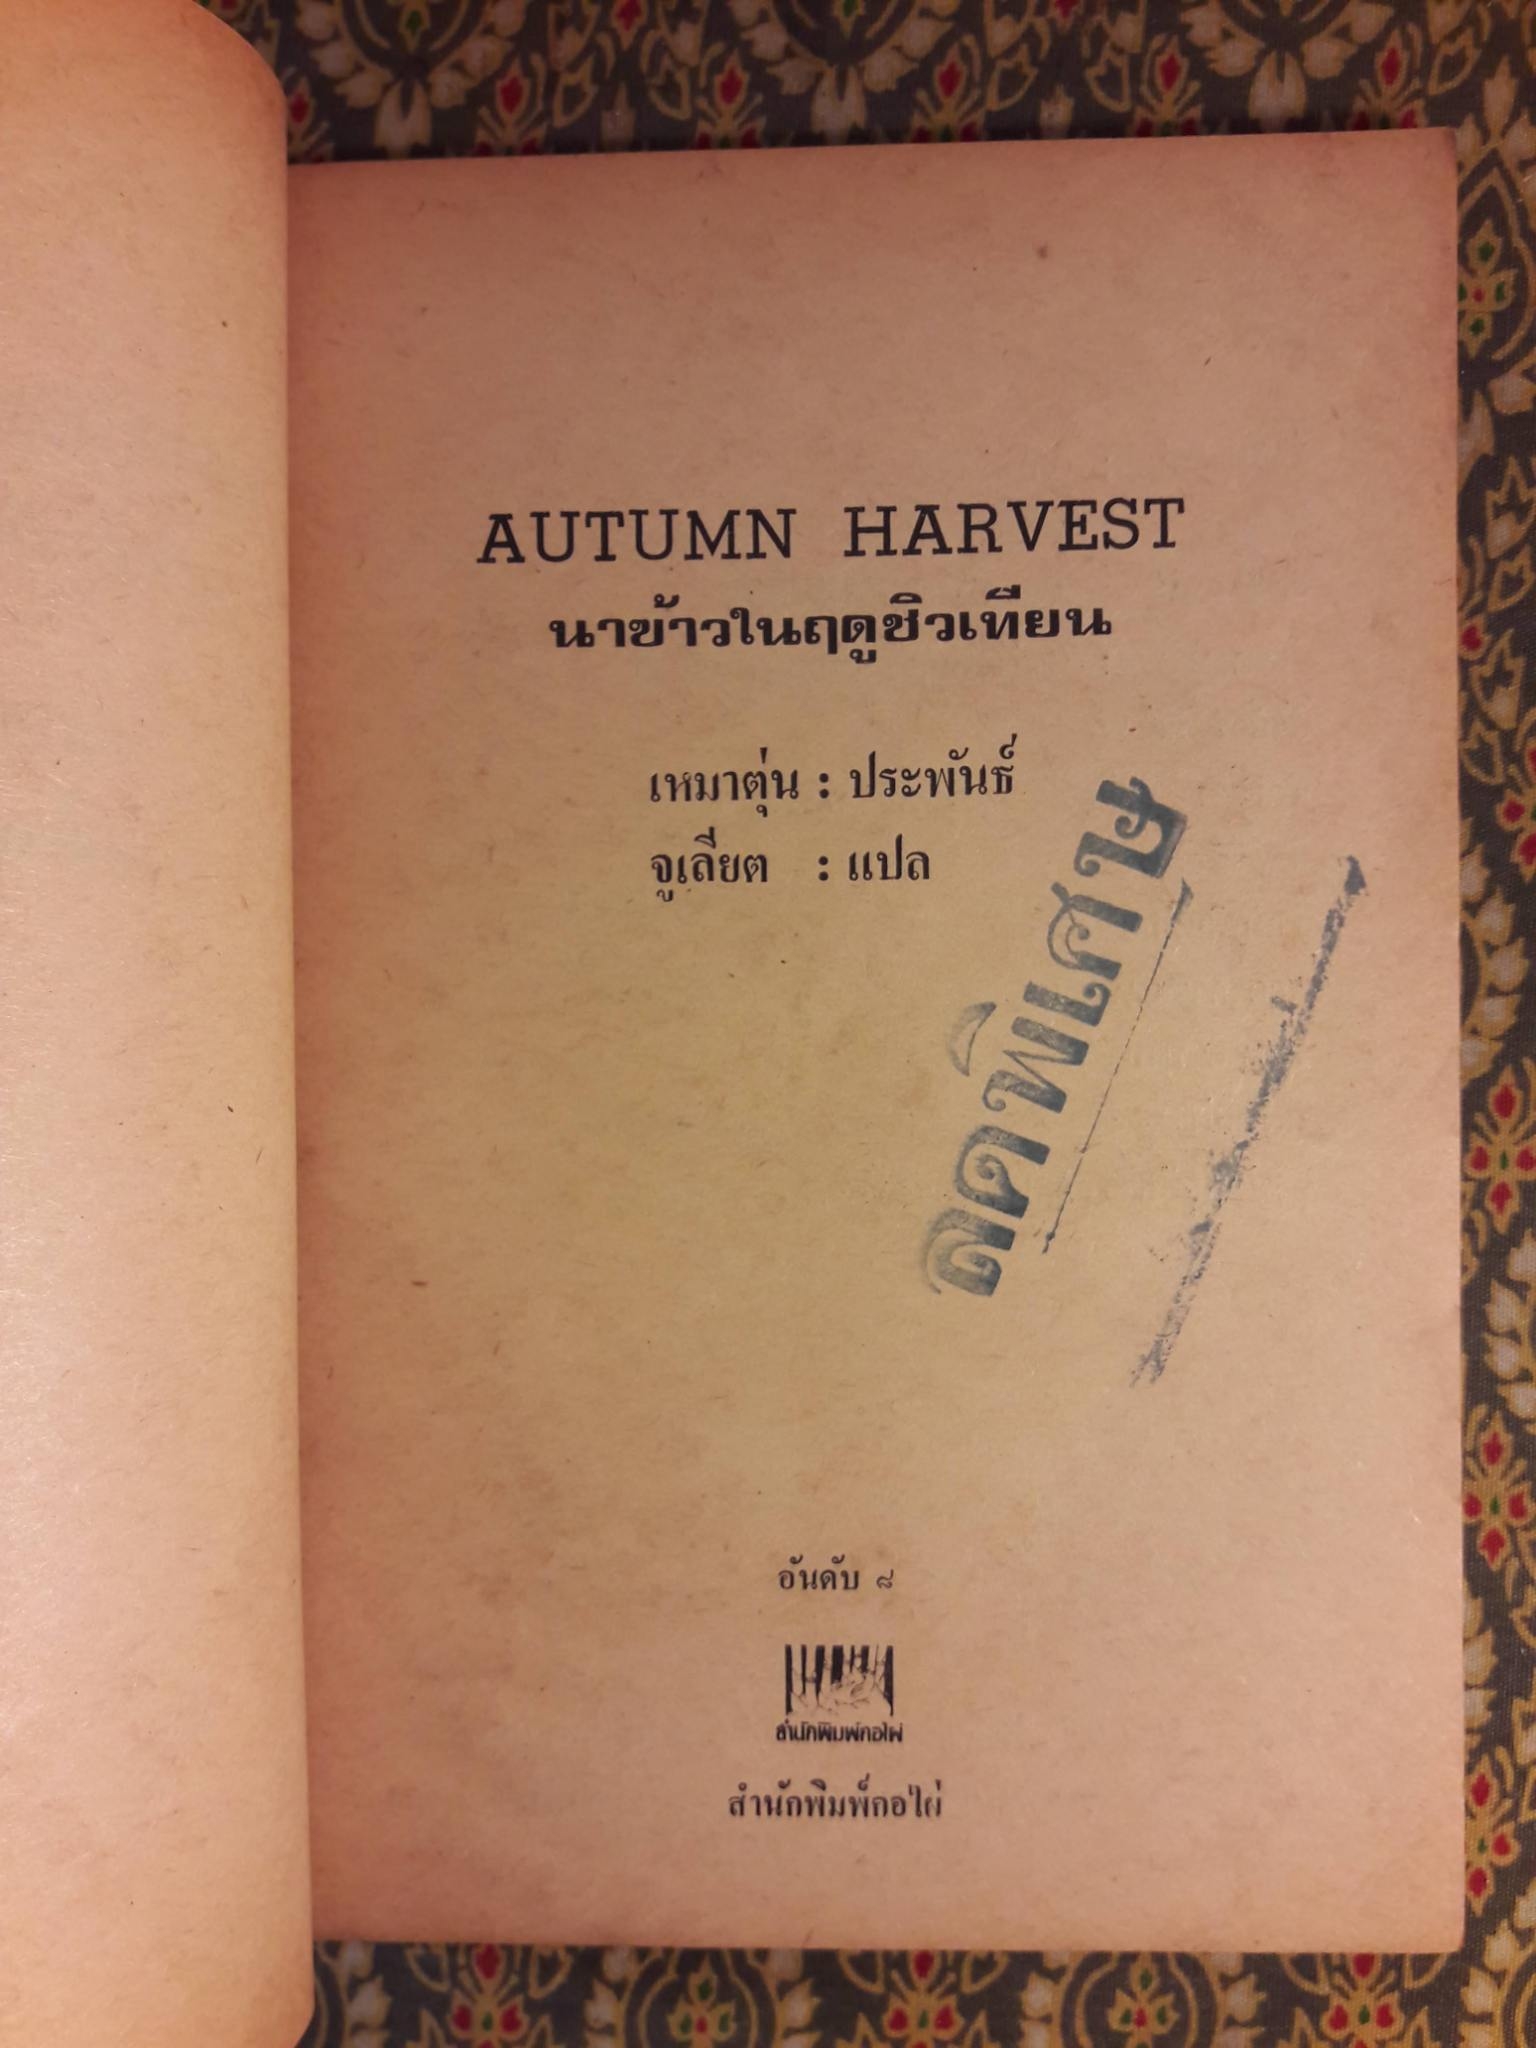 AUTUMN HARVEST
นาข้าวในฤดูชิวเทียน
เหมาตุ่น : ประพันธ์
จูเลียต : แปล
ลดพิเศษ
อันดับ ๘
สำนักพิมพ์กอไผ่
สำนักพิมพ์กอไผ่